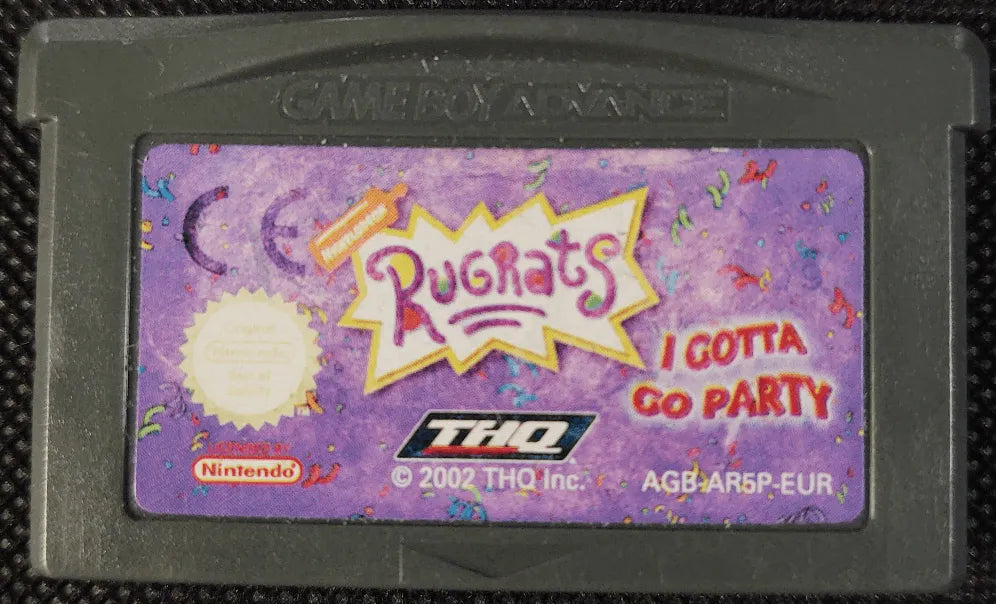 GAME BOY ADVANCE
CE
NICKELODEON
RUGRATS
Original
Nintendo
Seal of
I GOTTA
GO PARTY
THQ
Nintendo®
© 2002 THQ Inc.
AGB-AR5P-EUR